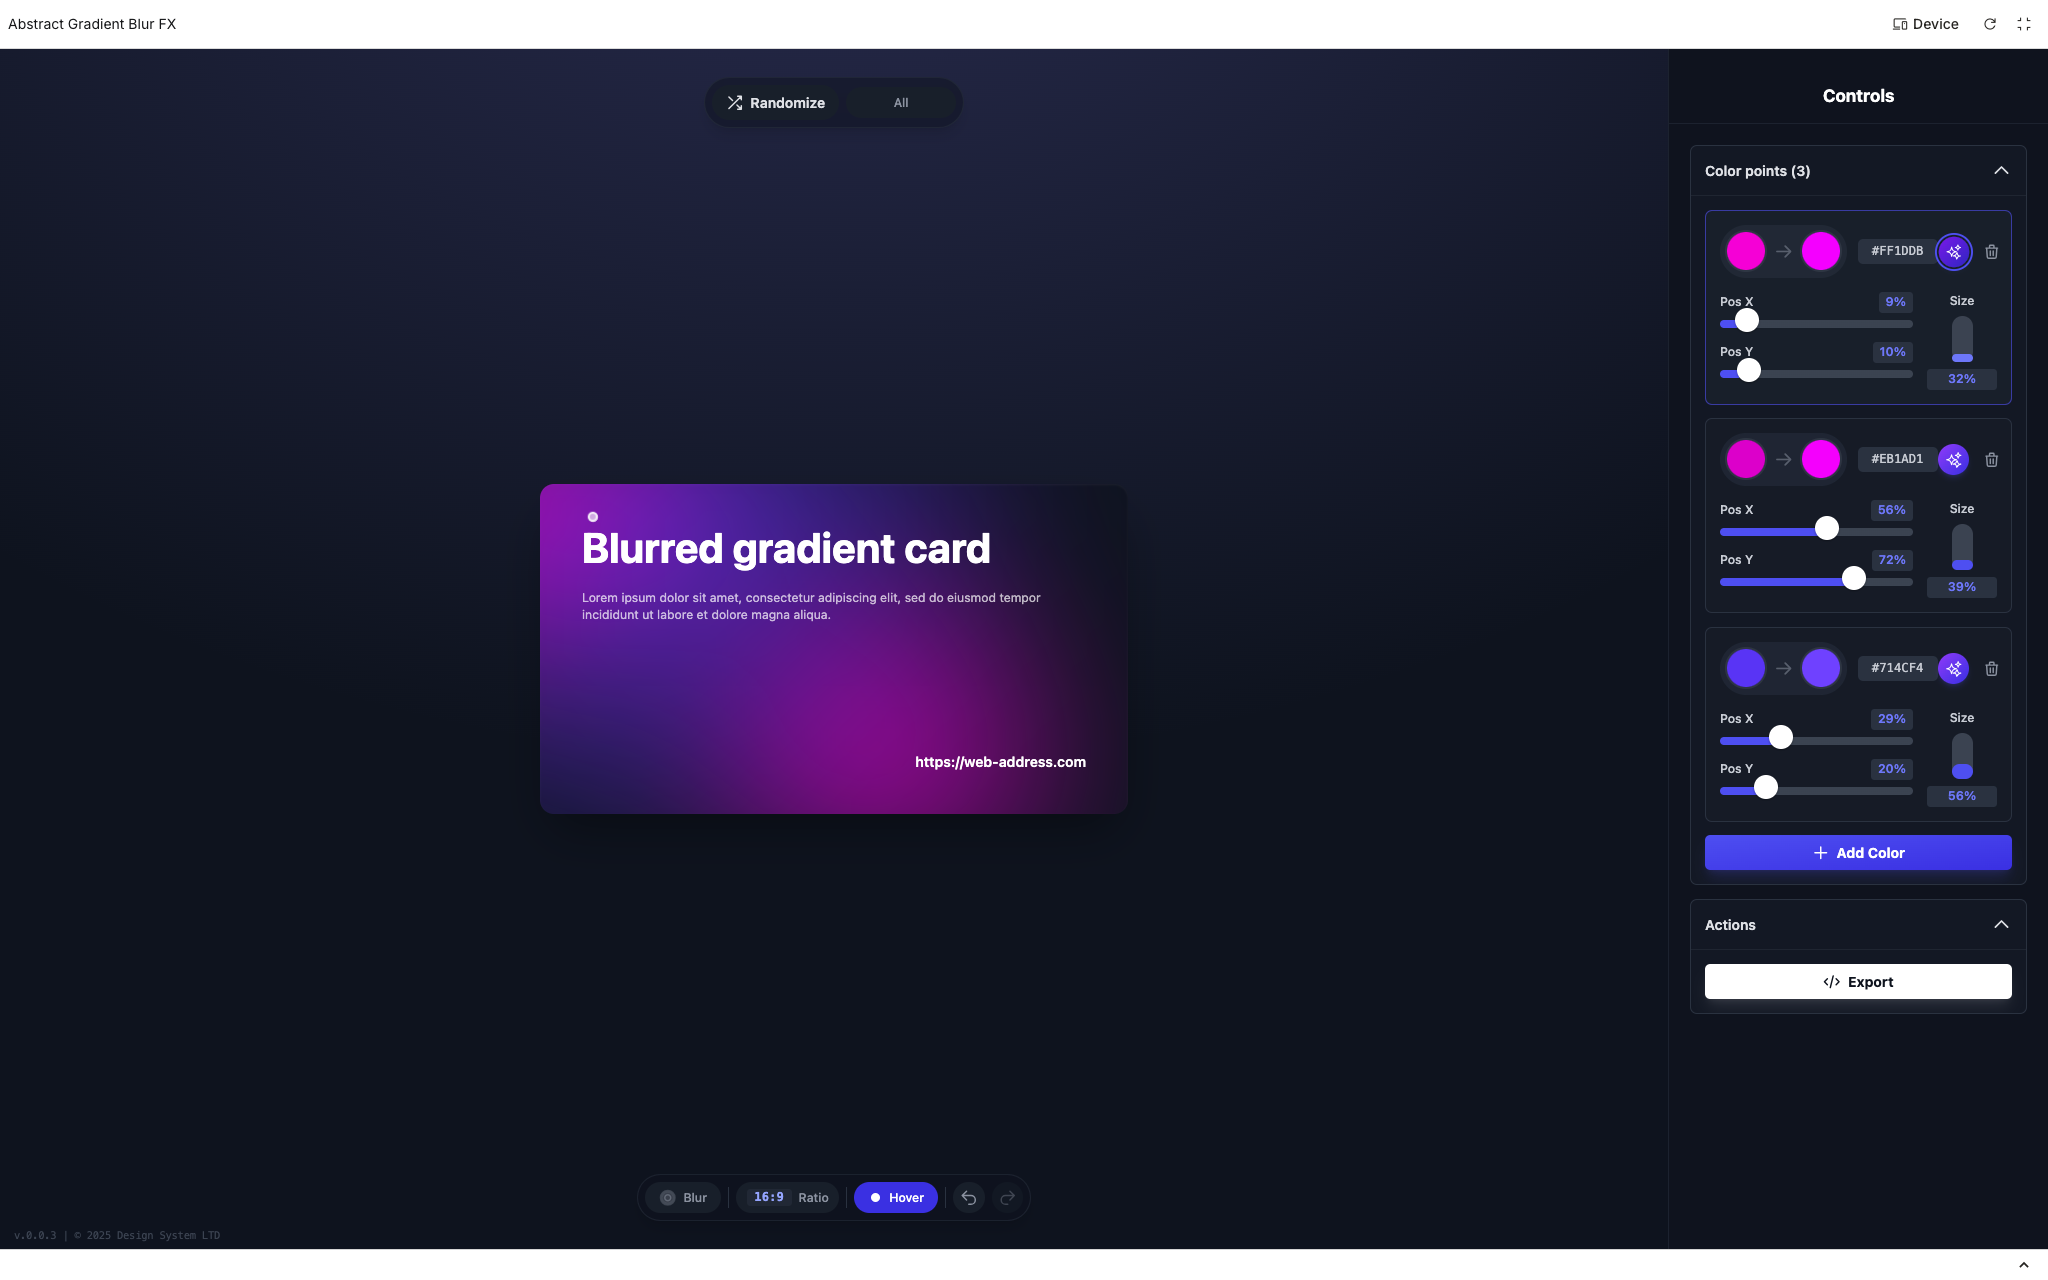 Abstract Gradient Blur FX
Device
Randomize
All
Blurred gradient card
Lorem ipsum dolor sit amet, consectetur adipiscing elit, sed do eiusmod tempor
incididunt ut labore et dolore magna aliqua.
https://web-address.com
Blur
16:9 Ratio
Hover
v.0.0.3 | © 2025 Design System LTD
Controls
Color points (3)
#FF1DDB
Pos X 9%
Size
Pos Y 10%
32%
#EB1AD1
Pos X 56%
Size
Pos Y 72%
39%
#714CF4
Pos X 29%
Size
Pos Y 20%
56%
Add Color
Actions
</> Export